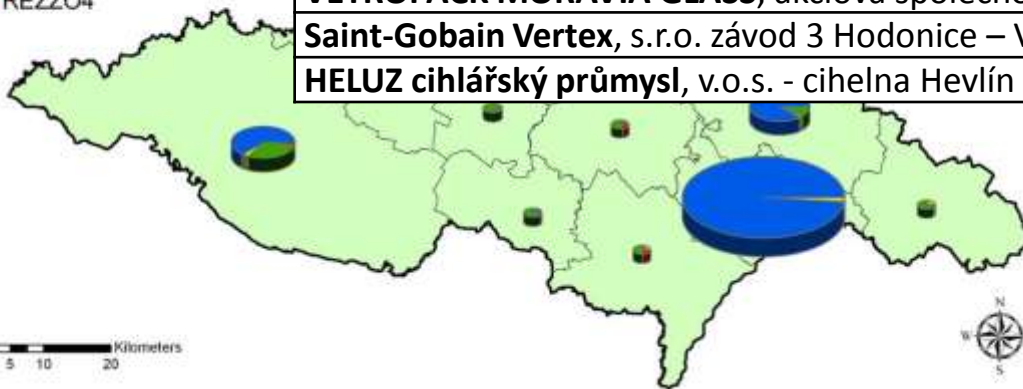 REZZO4
VETROPACK MORAVIA GLASS, akciová společno
Saint-Gobain Vertex, s.r.o. závod 3 Hodonice – V
HELUZ cihlářský průmysl, v.o.s. - cihelna Hevlín
N
W
S
Kilometers
5 10 20